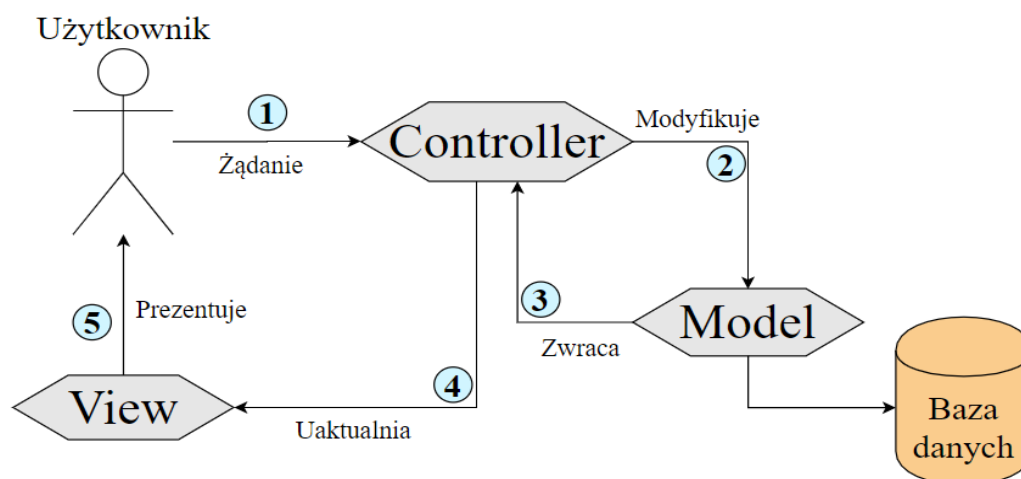 Użytkownik
1
Żądanie
Controller
Modyfikuje
2
3
Zwraca
Model
Baza
danych
4
Uaktualnia
View
5
Prezentuje